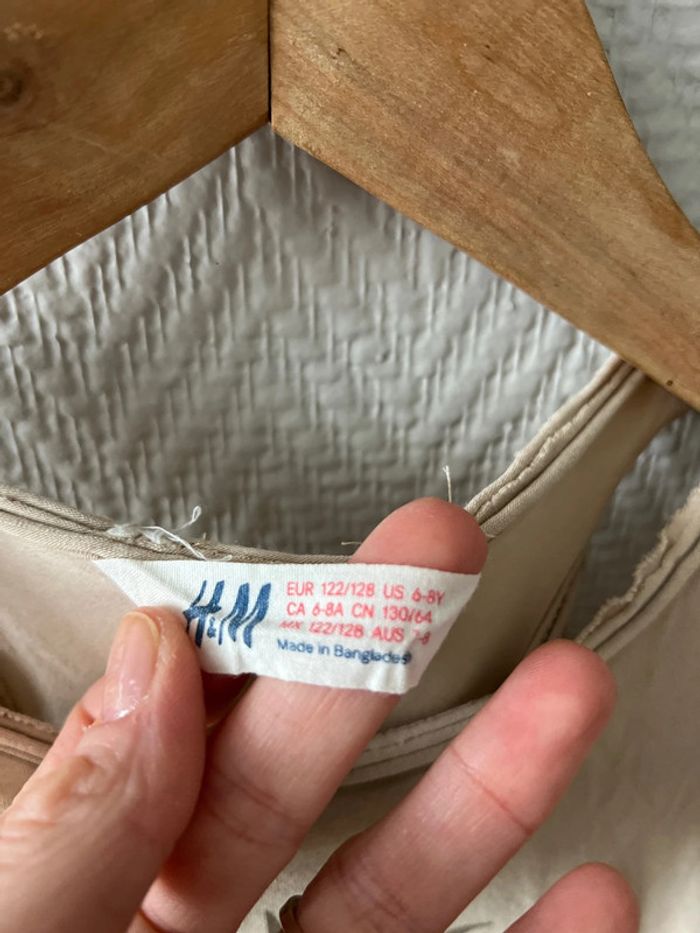 H&M
EUR 122/128 US 6-8Y
CA 6-8A CN 130/64
MX 122/128 AUS 7-8
Made in Bangladesh